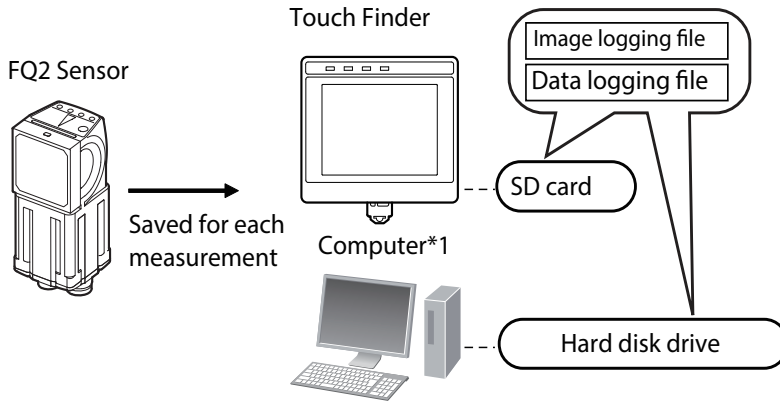 Touch Finder
Image logging file
Data logging file
FQ2 Sensor
SD card
Saved for each
measurement
Computer*1
Hard disk drive